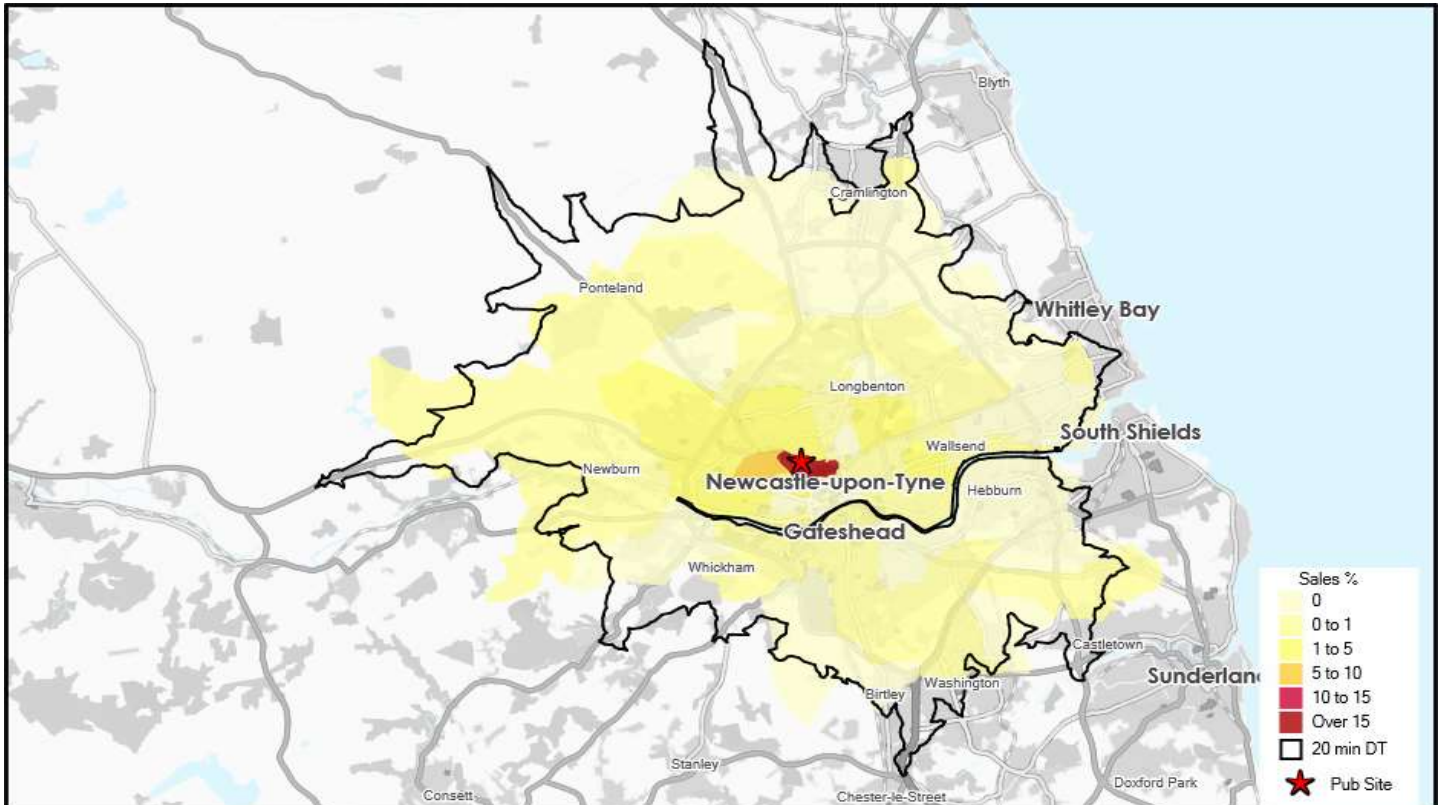 Blyth
Cramlington
Ponteland
Whitley Bay
Longbenton
South Shields
Wallsend
Newburn
Newcastle-upon-Tyne
Hebburn
Gateshead
Whickham
Castletown
Sunderlan
Washington
Birtley
Stanley
Doxford Park
Consett
Chester-le-Street
Sales %
0
0 to 1
1 to 5
5 to 10
10 to 15
Over 15
20 min DT
Pub Site